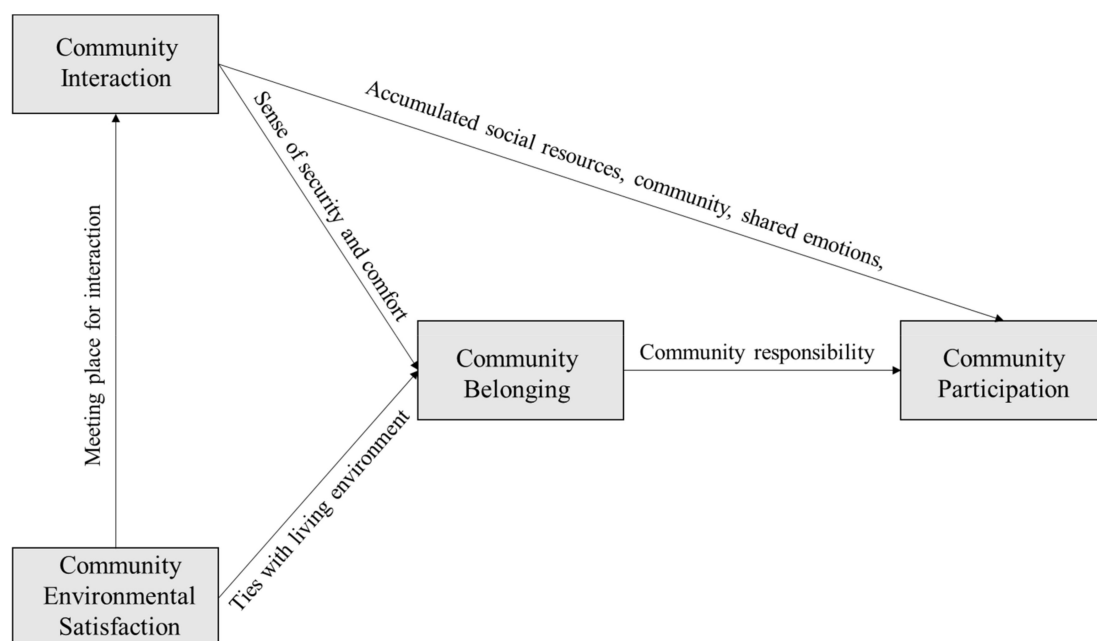 Community
Interaction
Accumulated social resources, community, shared emotions,
Sense of security and comfort
Meeting place for interaction
Community
Belonging
Community responsibility
Community
Participation
Ties with living environment
Community
Environmental
Satisfaction